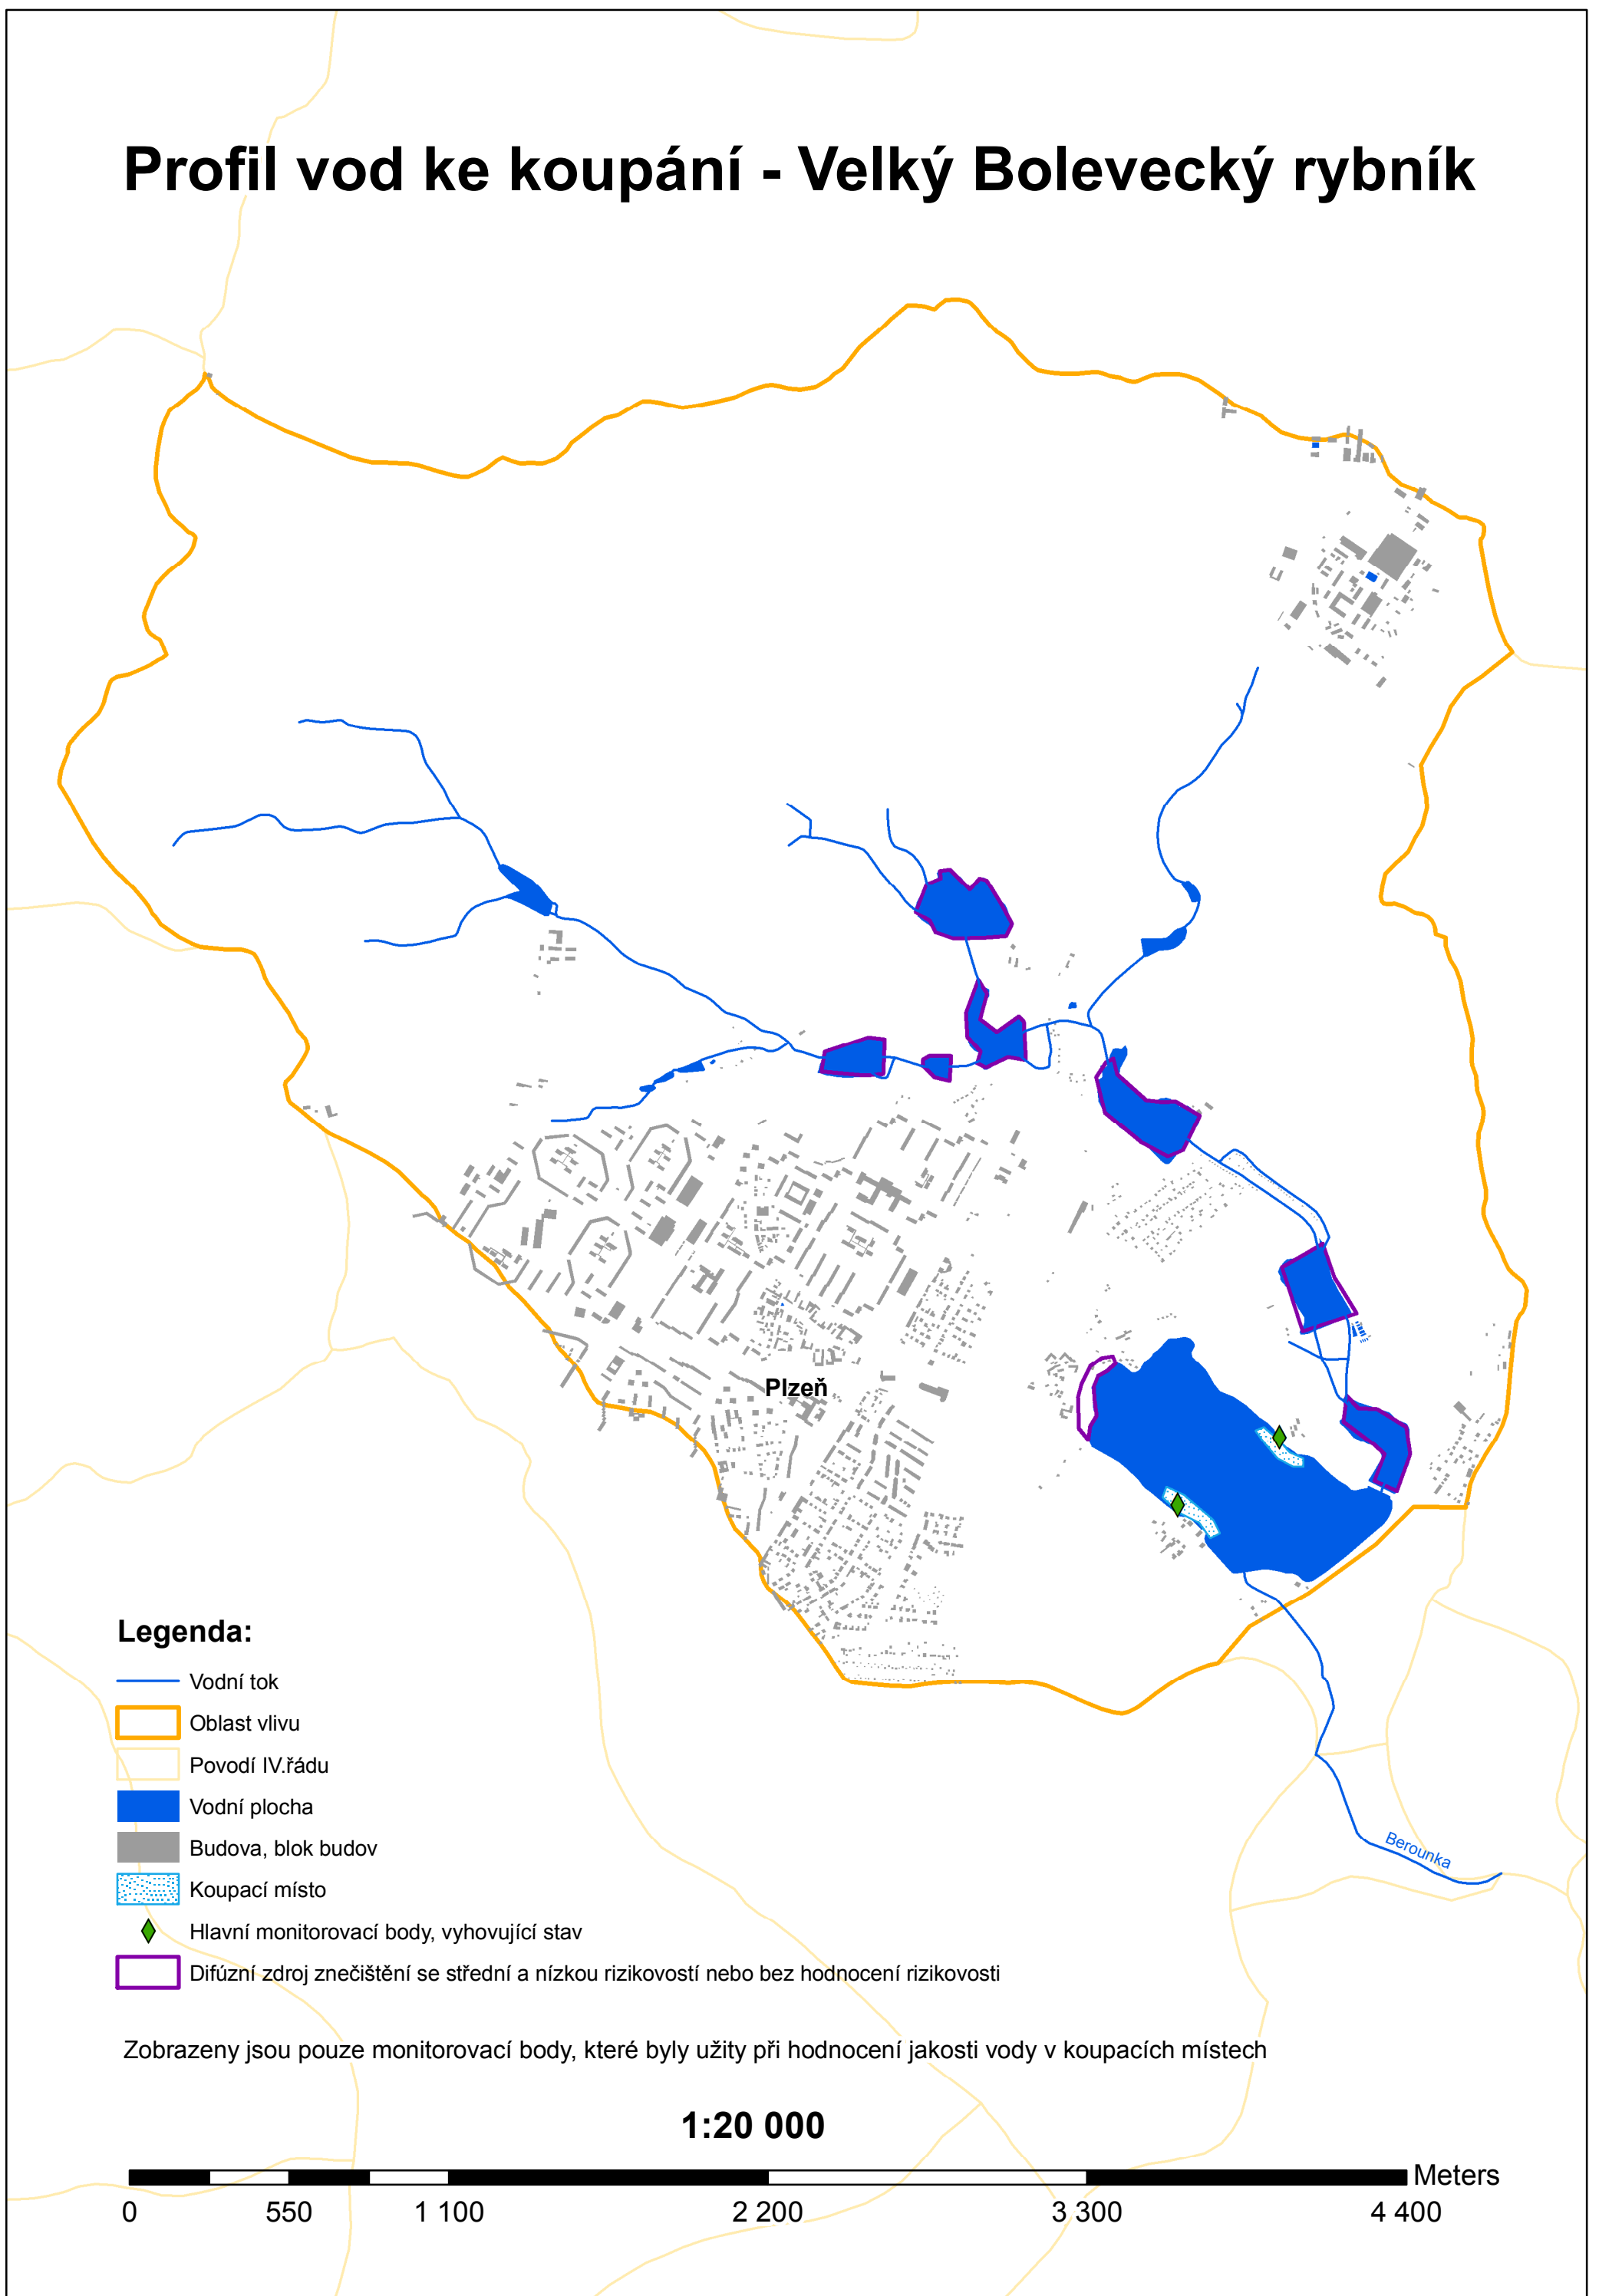 Profil vod ke koupání - Velký Bolevecký rybník
Plzeň
Legenda:
Vodní tok
Oblast vlivu
Povodí IV.řádu
Vodní plocha
Budova, blok budov
Koupací místo
Hlavní monitorovací body, vyhovující stav
Difúzní zdroj znečištění se střední a nízkou rizikovostí nebo bez hodnocení rizikovosti
Berounka
Zobrazeny jsou pouze monitorovací body, které byly užity při hodnocení jakosti vody v koupacích místech
1:20 000
Meters
0 550 1 100 2 200 3 300 4 400